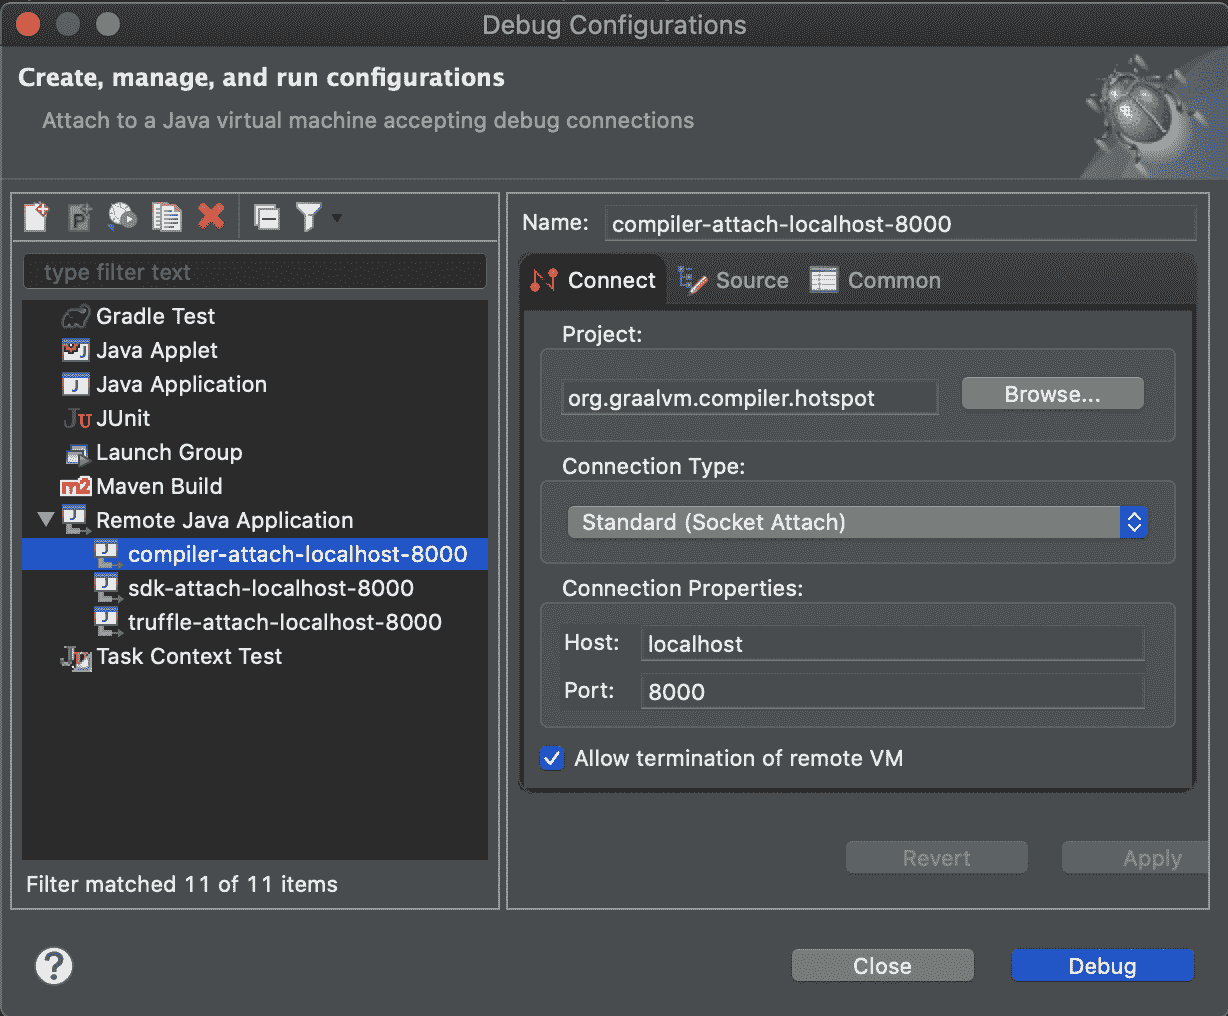 Debug Configurations
Create, manage, and run configurations
Attach to a Java virtual machine accepting debug connections
type filter text
Gradle Test
Java Applet
Java Application
JUnit
Launch Group
Maven Build
Remote Java Application
compiler-attach-localhost-8000
sdk-attach-localhost-8000
truffle-attach-localhost-8000
Task Context Test
Filter matched 11 of 11 items
Name: compiler-attach-localhost-8000
Connect Source Common
Project:
org.graalvm.compiler.hotspot Browse...
Connection Type:
Standard (Socket Attach)
Connection Properties:
Host: localhost
Port: 8000
Allow termination of remote VM
Revert Apply
? Close Debug